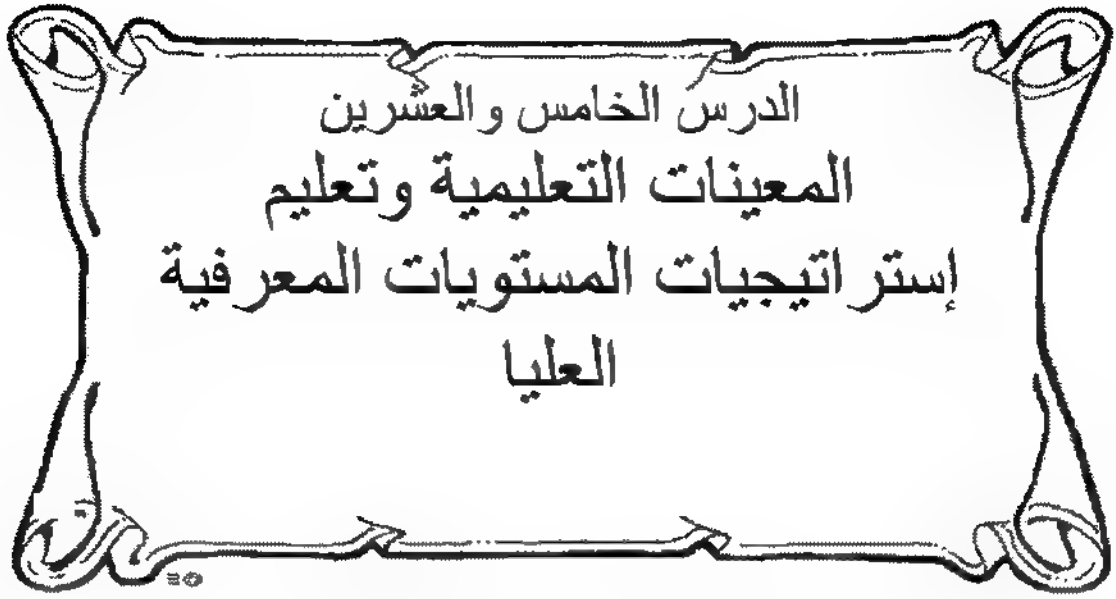 الدرس الخامس والعشرين
المعينات التعليمية وتعليم
إستراتيجيات المستويات المعرفية
العليا